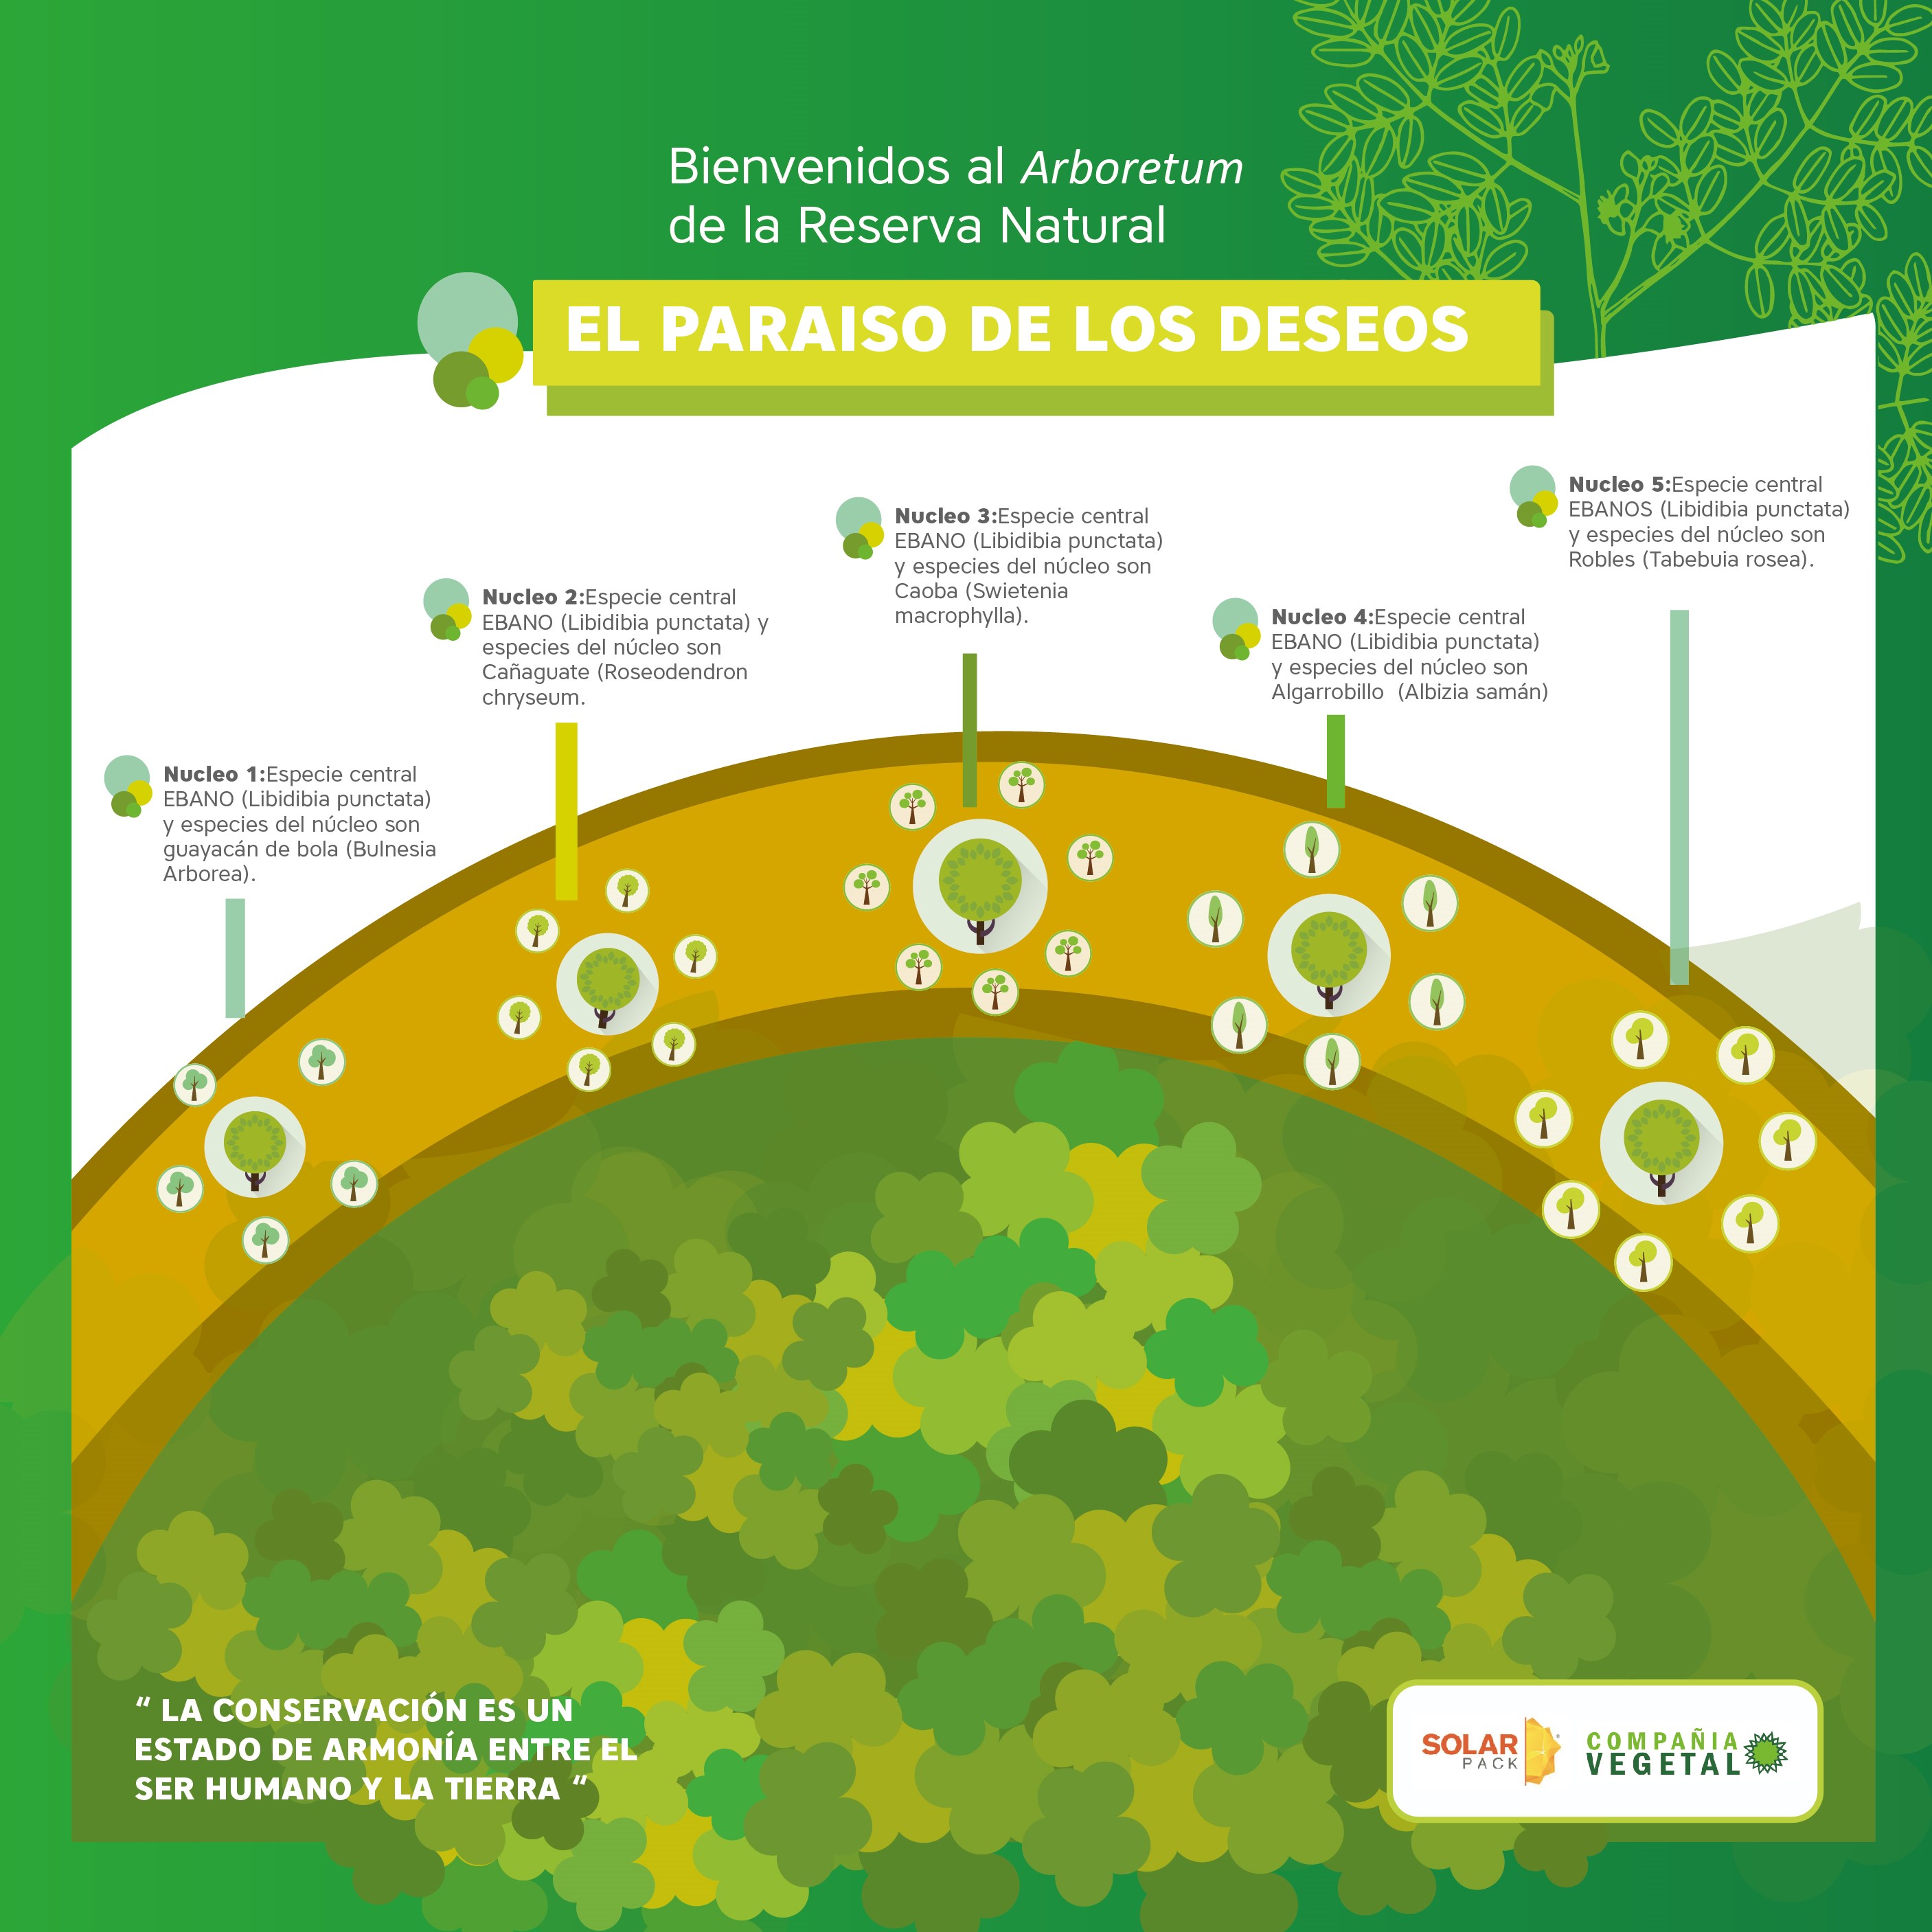 Bienvenidos al Arboretum
de la Reserva Natural
EL PARAISO DE LOS DESEOS
Nucleo 1:Especie central
EBANO (Libidibia punctata)
y especies del núcleo son
guayacán de bola (Bulnesia
Arborea).
Nucleo 2:Especie central
EBANO (Libidibia punctata) y
especies del núcleo son
Cañaguate (Roseodendron
chryseum.
Nucleo 3:Especie central
EBANO (Libidibia punctata)
y especies del núcleo son
Caoba (Swietenia
macrophylla).
Nucleo 4:Especie central
EBANO (Libidibia punctata)
y especies del núcleo son
Algarrobillo  (Albizia samán)
Nucleo 5:Especie central
EBANOS (Libidibia punctata)
y especies del núcleo son
Robles (Tabebuia rosea).
“ LA CONSERVACIÓN ES UN
ESTADO DE ARMONÍA ENTRE EL
SER HUMANO Y LA TIERRA “
SOLAR
PACK
COMPAÑIA
VEGETAL